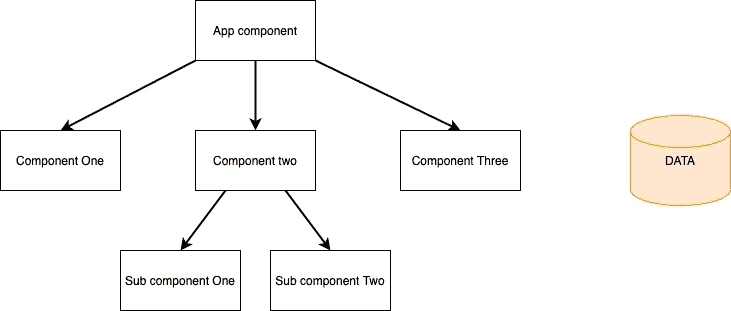 App component
Component One
Component two
Component Three
DATA
Sub component One
Sub component Two